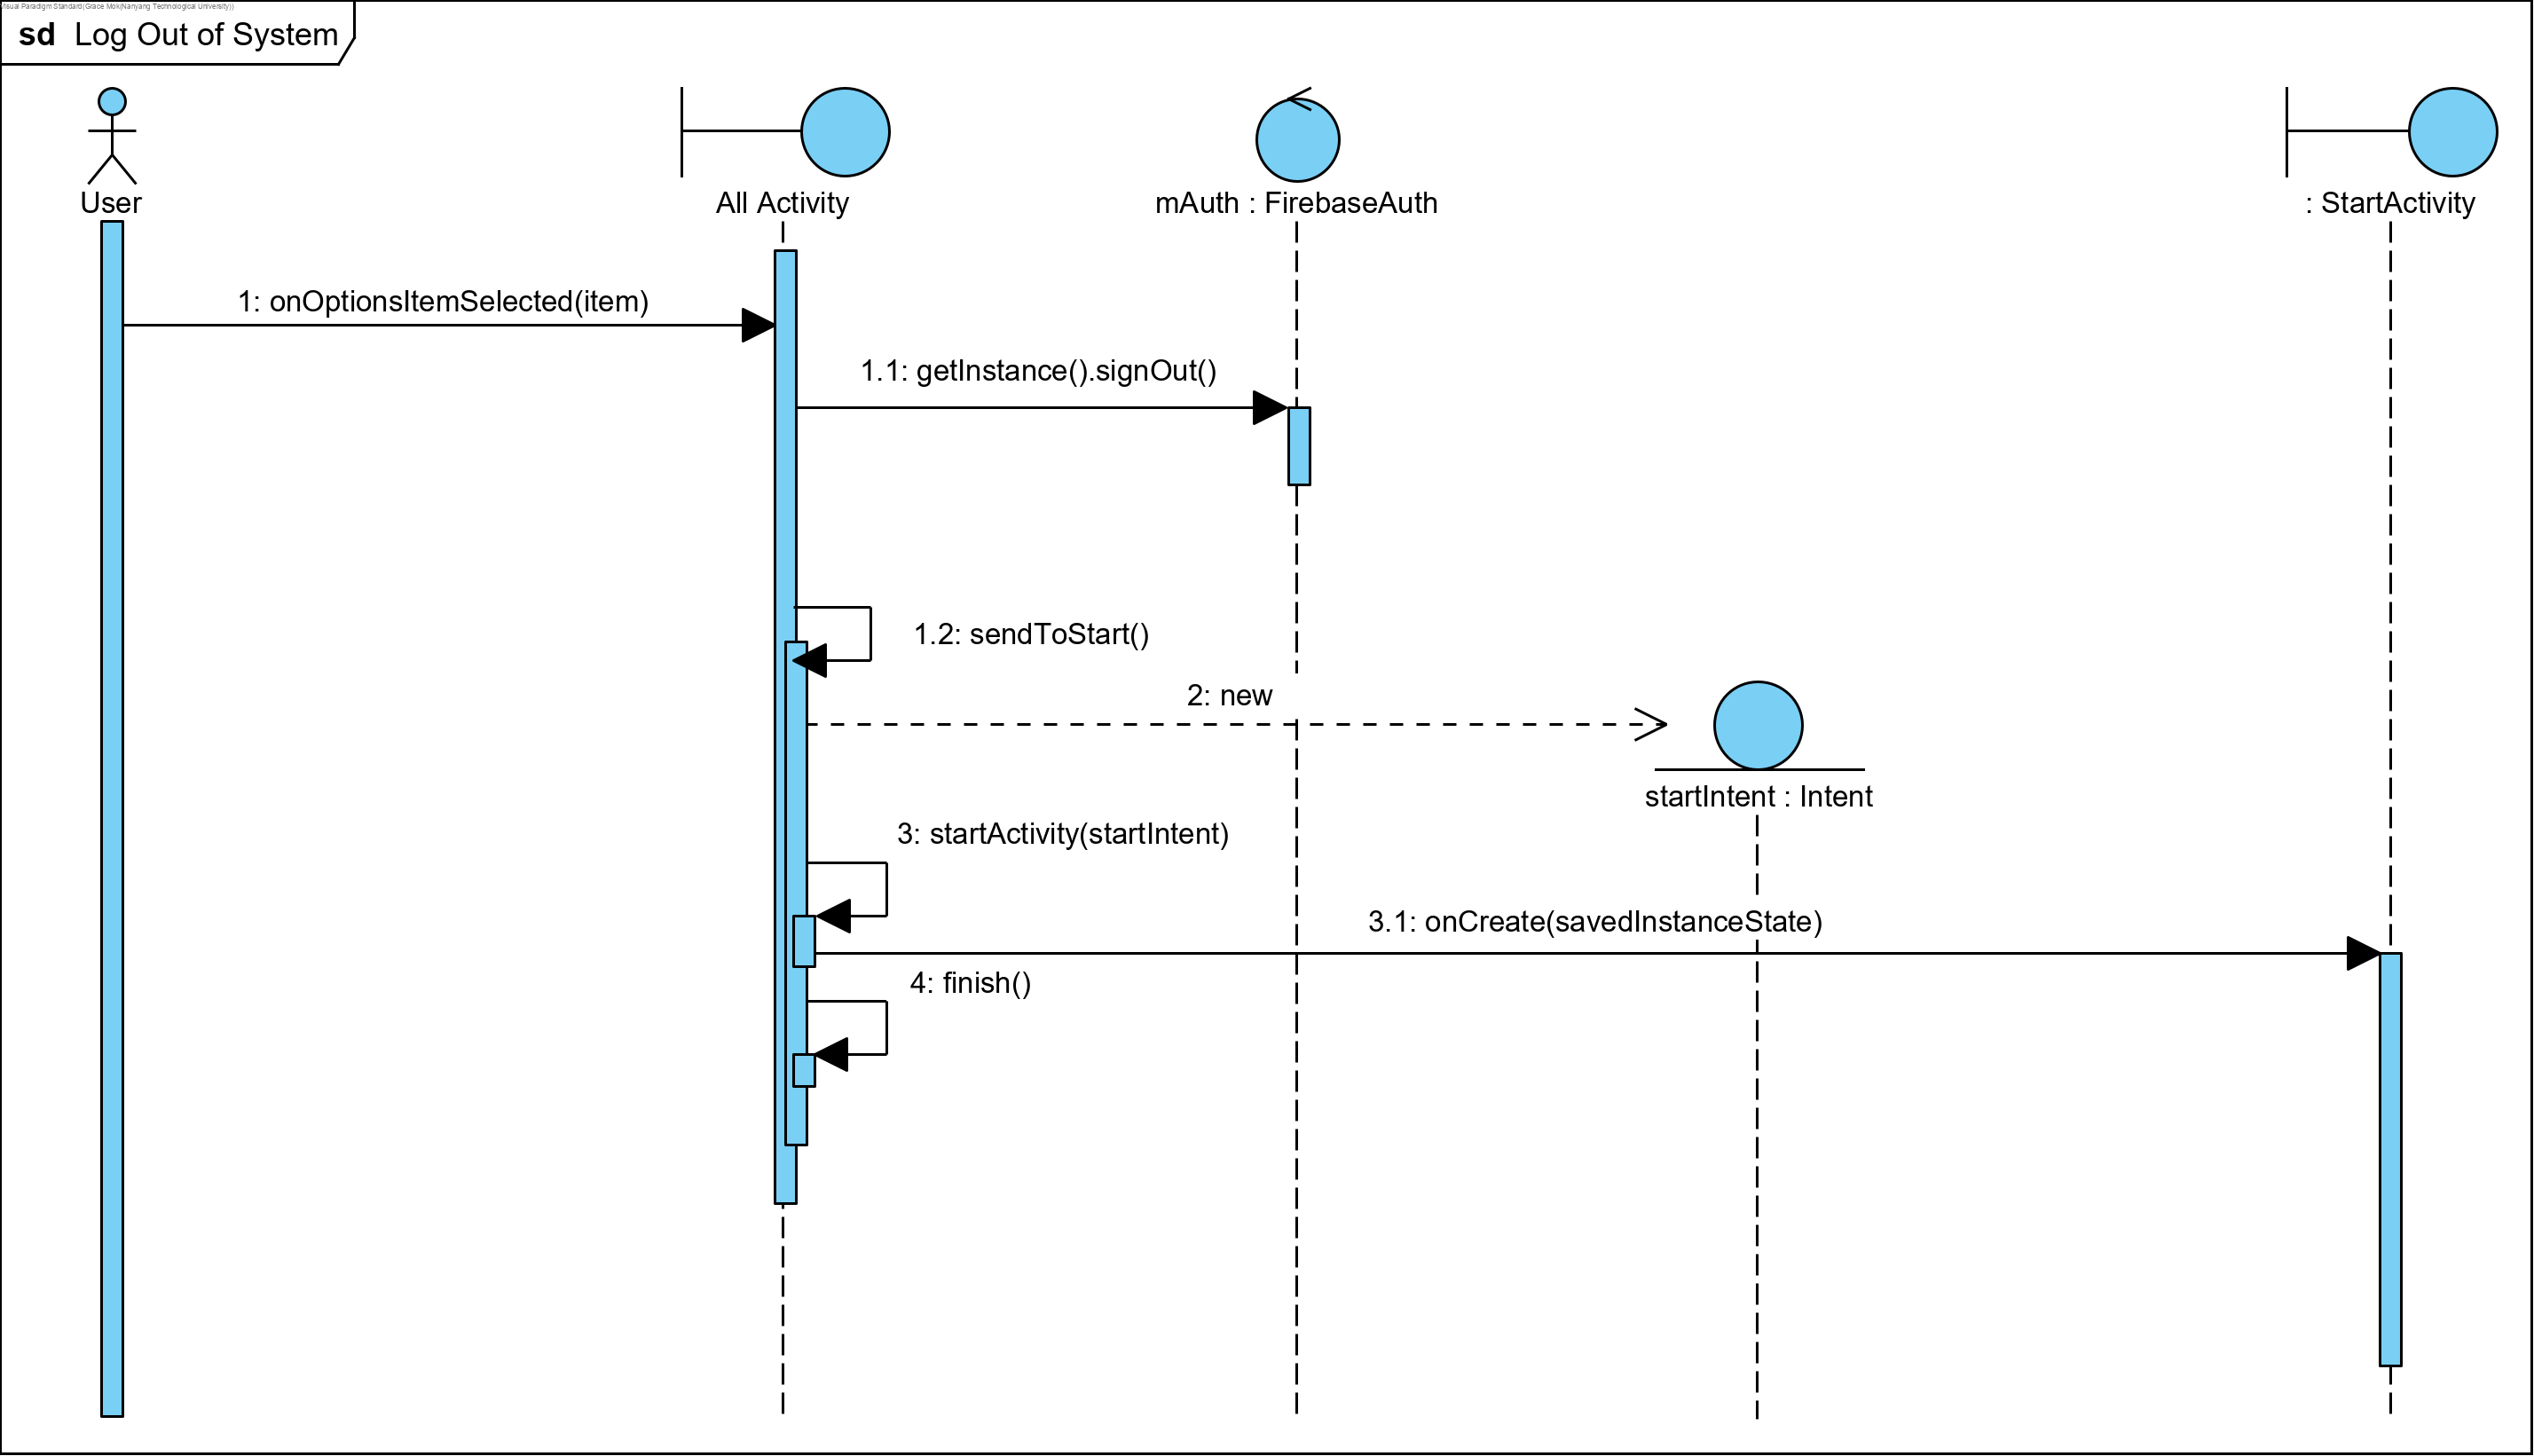 Visual Paradigm Standard(Grace Mok(Nanyang Technological University))
sd Log Out of System
User
All Activity
mAuth : FirebaseAuth
: StartActivity
1: onOptionsItemSelected(item)
1.1: getInstance().signOut()
1.2: sendToStart()
2: new
startIntent : Intent
3: startActivity(startIntent)
3.1: onCreate(savedInstanceState)
4: finish()